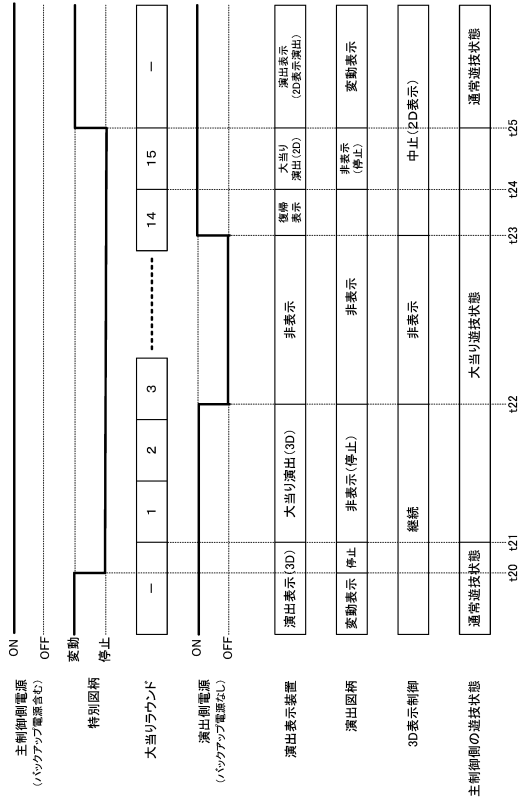 主制御側電源
(バックアップ電源含む)
ON
OFF
特別図柄
変動
停止
大当りラウンド
－
1
2
3
14
15
－
演出側電源
(バックアップ電源なし)
ON
OFF
演出表示装置
演出表示(3D)
大当り演出(3D)
非表示
復帰
表示
大当り
演出(2D)
演出表示
(2D表示演出)
演出図柄
変動表示
停止
非表示(停止)
非表示
非表示
(停止)
変動表示
3D表示制御
継続
非表示
中止(2D表示)
主制御側の遊技状態
通常遊技状態
大当り遊技状態
通常遊技状態
t20
t21
t22
t23
t24
t25